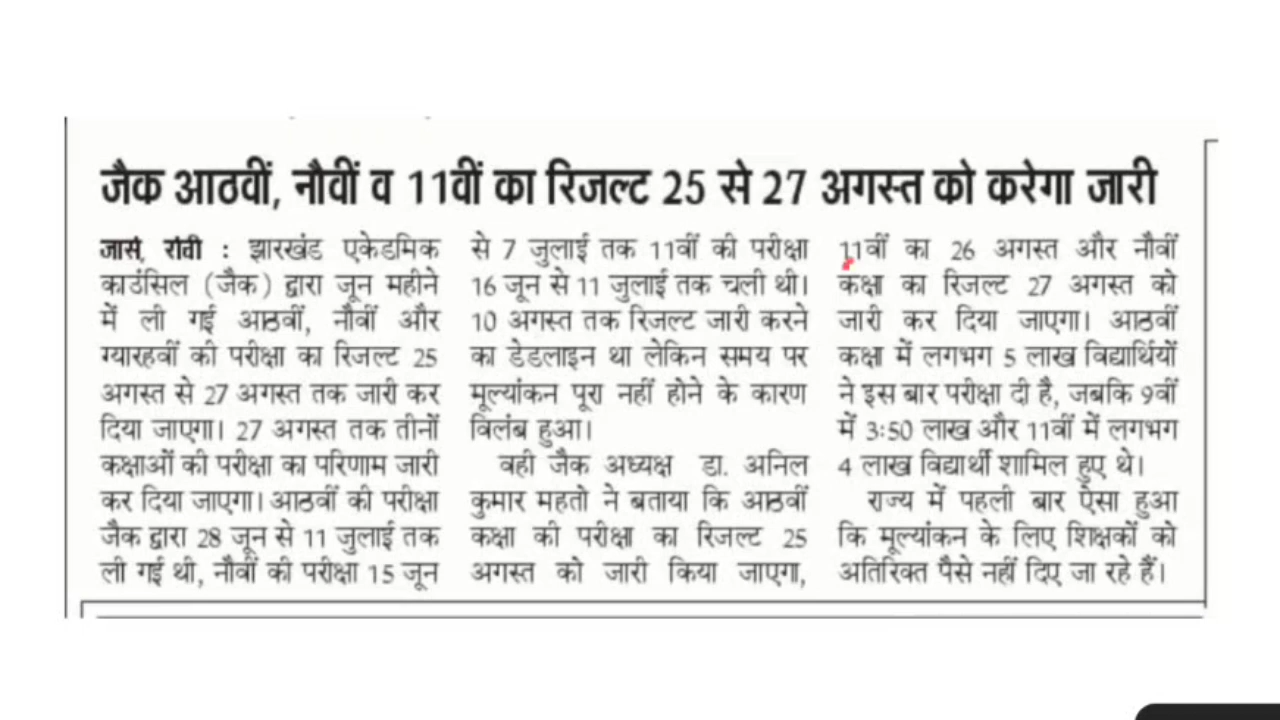 जैक आठवीं, नौवीं व 11वीं का रिजल्ट 25 से 27 अगस्त को करेगा जारी
जासं, रांची : झारखंड एकेडमिक
काउंसिल (जैक) द्वारा जून महीने
में ली गई आठवीं, नौवीं और
ग्यारहवीं की परीक्षा का रिजल्ट 25
अगस्त से 27 अगस्त तक जारी कर
दिया जाएगा। 27 अगस्त तक तीनों
कक्षाओं की परीक्षा का परिणाम जारी
कर दिया जाएगा। आठवीं की परीक्षा
जैक द्वारा 28 जून से 11 जुलाई तक
ली गई थी, नौवीं की परीक्षा 15 जून
से 7 जुलाई तक 11वीं की परीक्षा
16 जून से 11 जुलाई तक चली थी।
10 अगस्त तक रिजल्ट जारी करने
का डेडलाइन था लेकिन समय पर
मूल्यांकन पूरा नहीं होने के कारण
विलंब हुआ।
वही जैक अध्यक्ष डा. अनिल
कुमार महतो ने बताया कि आठवीं
कक्षा की परीक्षा का रिजल्ट 25
अगस्त को जारी किया जाएगा,
11वीं का 26 अगस्त और नौवीं
कक्षा का रिजल्ट 27 अगस्त को
जारी कर दिया जाएगा। आठवीं
कक्षा में लगभग 5 लाख विद्यार्थियों
ने इस बार परीक्षा दी है, जबकि 9वीं
में 3:50 लाख और 11वीं में लगभग
4 लाख विद्यार्थी शामिल हुए थे।
राज्य में पहली बार ऐसा हुआ
कि मूल्यांकन के लिए शिक्षकों को
अतिरिक्त पैसे नहीं दिए जा रहे हैं।